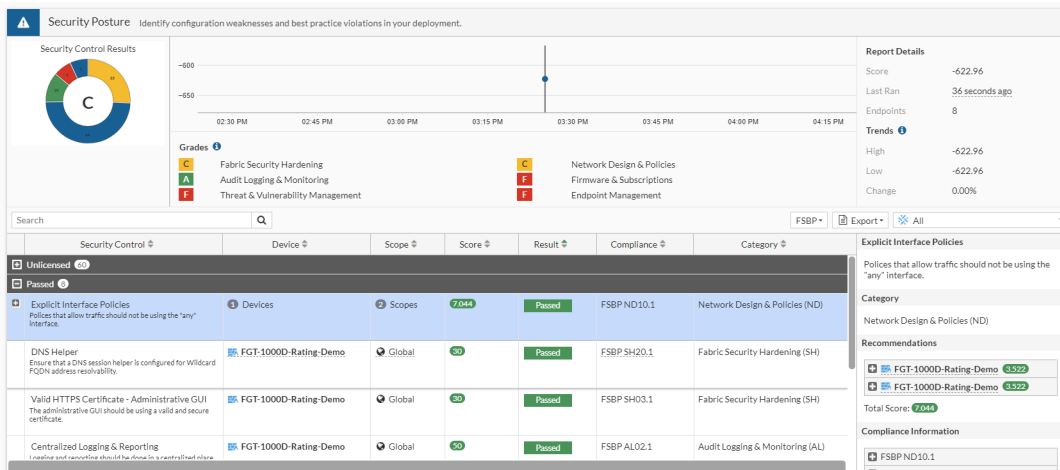 Security Posture Identify configuration weaknesses and best practice violations in your deployment.
Security Control Results
C
-600
-650
02:30 PM 02:45 PM 03:00 PM 03:15 PM 03:30 PM 03:45 PM 04:00 PM 04:15 PM
Grades
C Fabric Security Hardening
A Audit Logging & Monitoring
F Threat & Vulnerability Management
C Network Design & Policies
F Firmware & Subscriptions
F Endpoint Management
Report Details
Score -622.96
Last Ran 36 seconds ago
Endpoints 8
Trends
High -622.96
Low -622.96
Change 0.00%
Search
FSBP Export All
Security Control Device Scope Score Result Compliance Category
Unlicensed 60
Passed 8
Explicit Interface Policies 1 Devices 2 Scopes 7.044 Passed FSBP ND10.1 Network Design & Policies (ND)
Polices that allow traffic should not be using the "any"
interface.
DNS Helper FGT-1000D-Rating-Demo Global 30 Passed FSBP SH20.1 Fabric Security Hardening (SH)
Ensure that a DNS session helper is configured for Wildcard
FQDN address resolvability.
Valid HTTPS Certificate - Administrative GUI FGT-1000D-Rating-Demo Global 30 Passed FSBP SH03.1 Fabric Security Hardening (SH)
The administrative GUI should be using a valid and secure
certificate.
Centralized Logging & Reporting FGT-1000D-Rating-Demo Global 50 Passed FSBP AL02.1 Audit Logging & Monitoring (AL)
Logging and reporting should be done in a centralized place
Explicit Interface Policies
Polices that allow traffic should not be using the
"any" interface.
Category
Network Design & Policies (ND)
Recommendations
FGT-1000D-Rating-Demo 3.522
FGT-1000D-Rating-Demo 3.522
Total Score: 7.044
Compliance Information
FSBP ND10.1